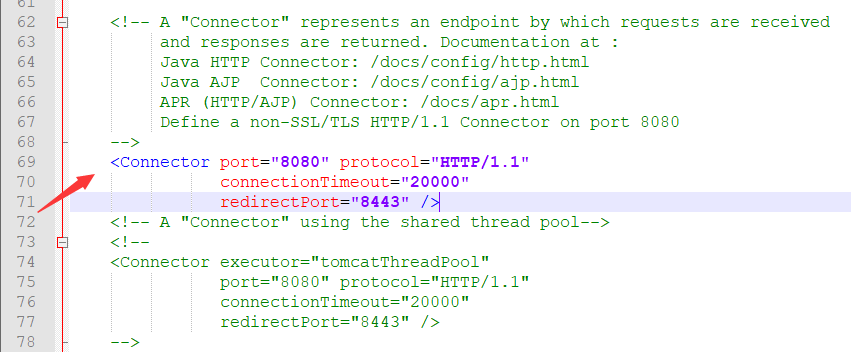 61
62 <!-- A "Connector" represents an endpoint by which requests are received
63 and responses are returned. Documentation at :
64 Java HTTP Connector: /docs/config/http.html
65 Java AJP  Connector: /docs/config/ajp.html
66 APR (HTTP/AJP) Connector: /docs/apr.html
67 Define a non-SSL/TLS HTTP/1.1 Connector on port 8080
68 -->
69 <Connector port="8080" protocol="HTTP/1.1"
70 connectionTimeout="20000"
71 redirectPort="8443" />
72 <!-- A "Connector" using the shared thread pool-->
73 <!--
74 <Connector executor="tomcatThreadPool"
75 port="8080" protocol="HTTP/1.1"
76 connectionTimeout="20000"
77 redirectPort="8443" />
78 -->